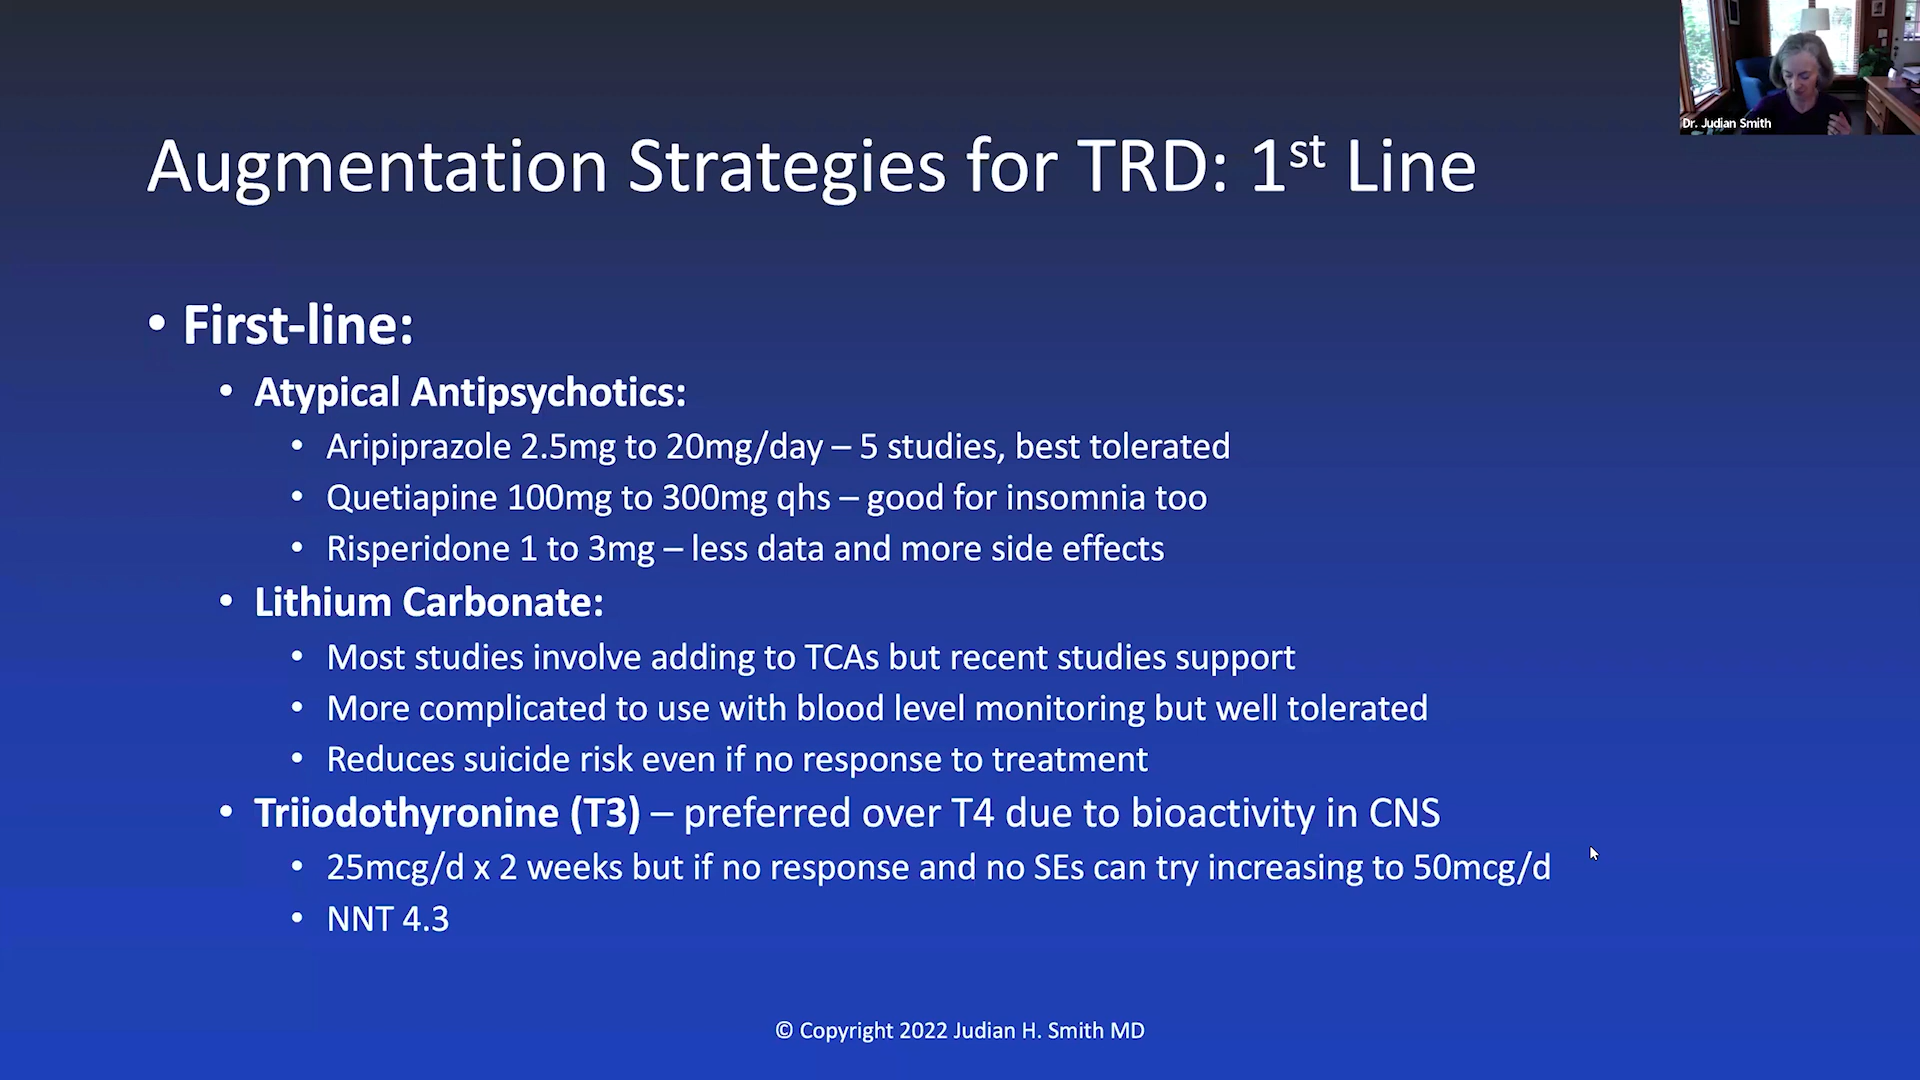 Dr. Judian Smith
Augmentation Strategies for TRD: 1st Line
• First-line:
• Atypical Antipsychotics:
• Aripiprazole 2.5mg to 20mg/day – 5 studies, best tolerated
• Quetiapine 100mg to 300mg qhs – good for insomnia too
• Risperidone 1 to 3mg – less data and more side effects
• Lithium Carbonate:
• Most studies involve adding to TCAs but recent studies support
• More complicated to use with blood level monitoring but well tolerated
• Reduces suicide risk even if no response to treatment
• Triiodothyronine (T3) – preferred over T4 due to bioactivity in CNS
• 25mcg/d x 2 weeks but if no response and no SEs can try increasing to 50mcg/d
• NNT 4.3
© Copyright 2022 Judian H. Smith MD